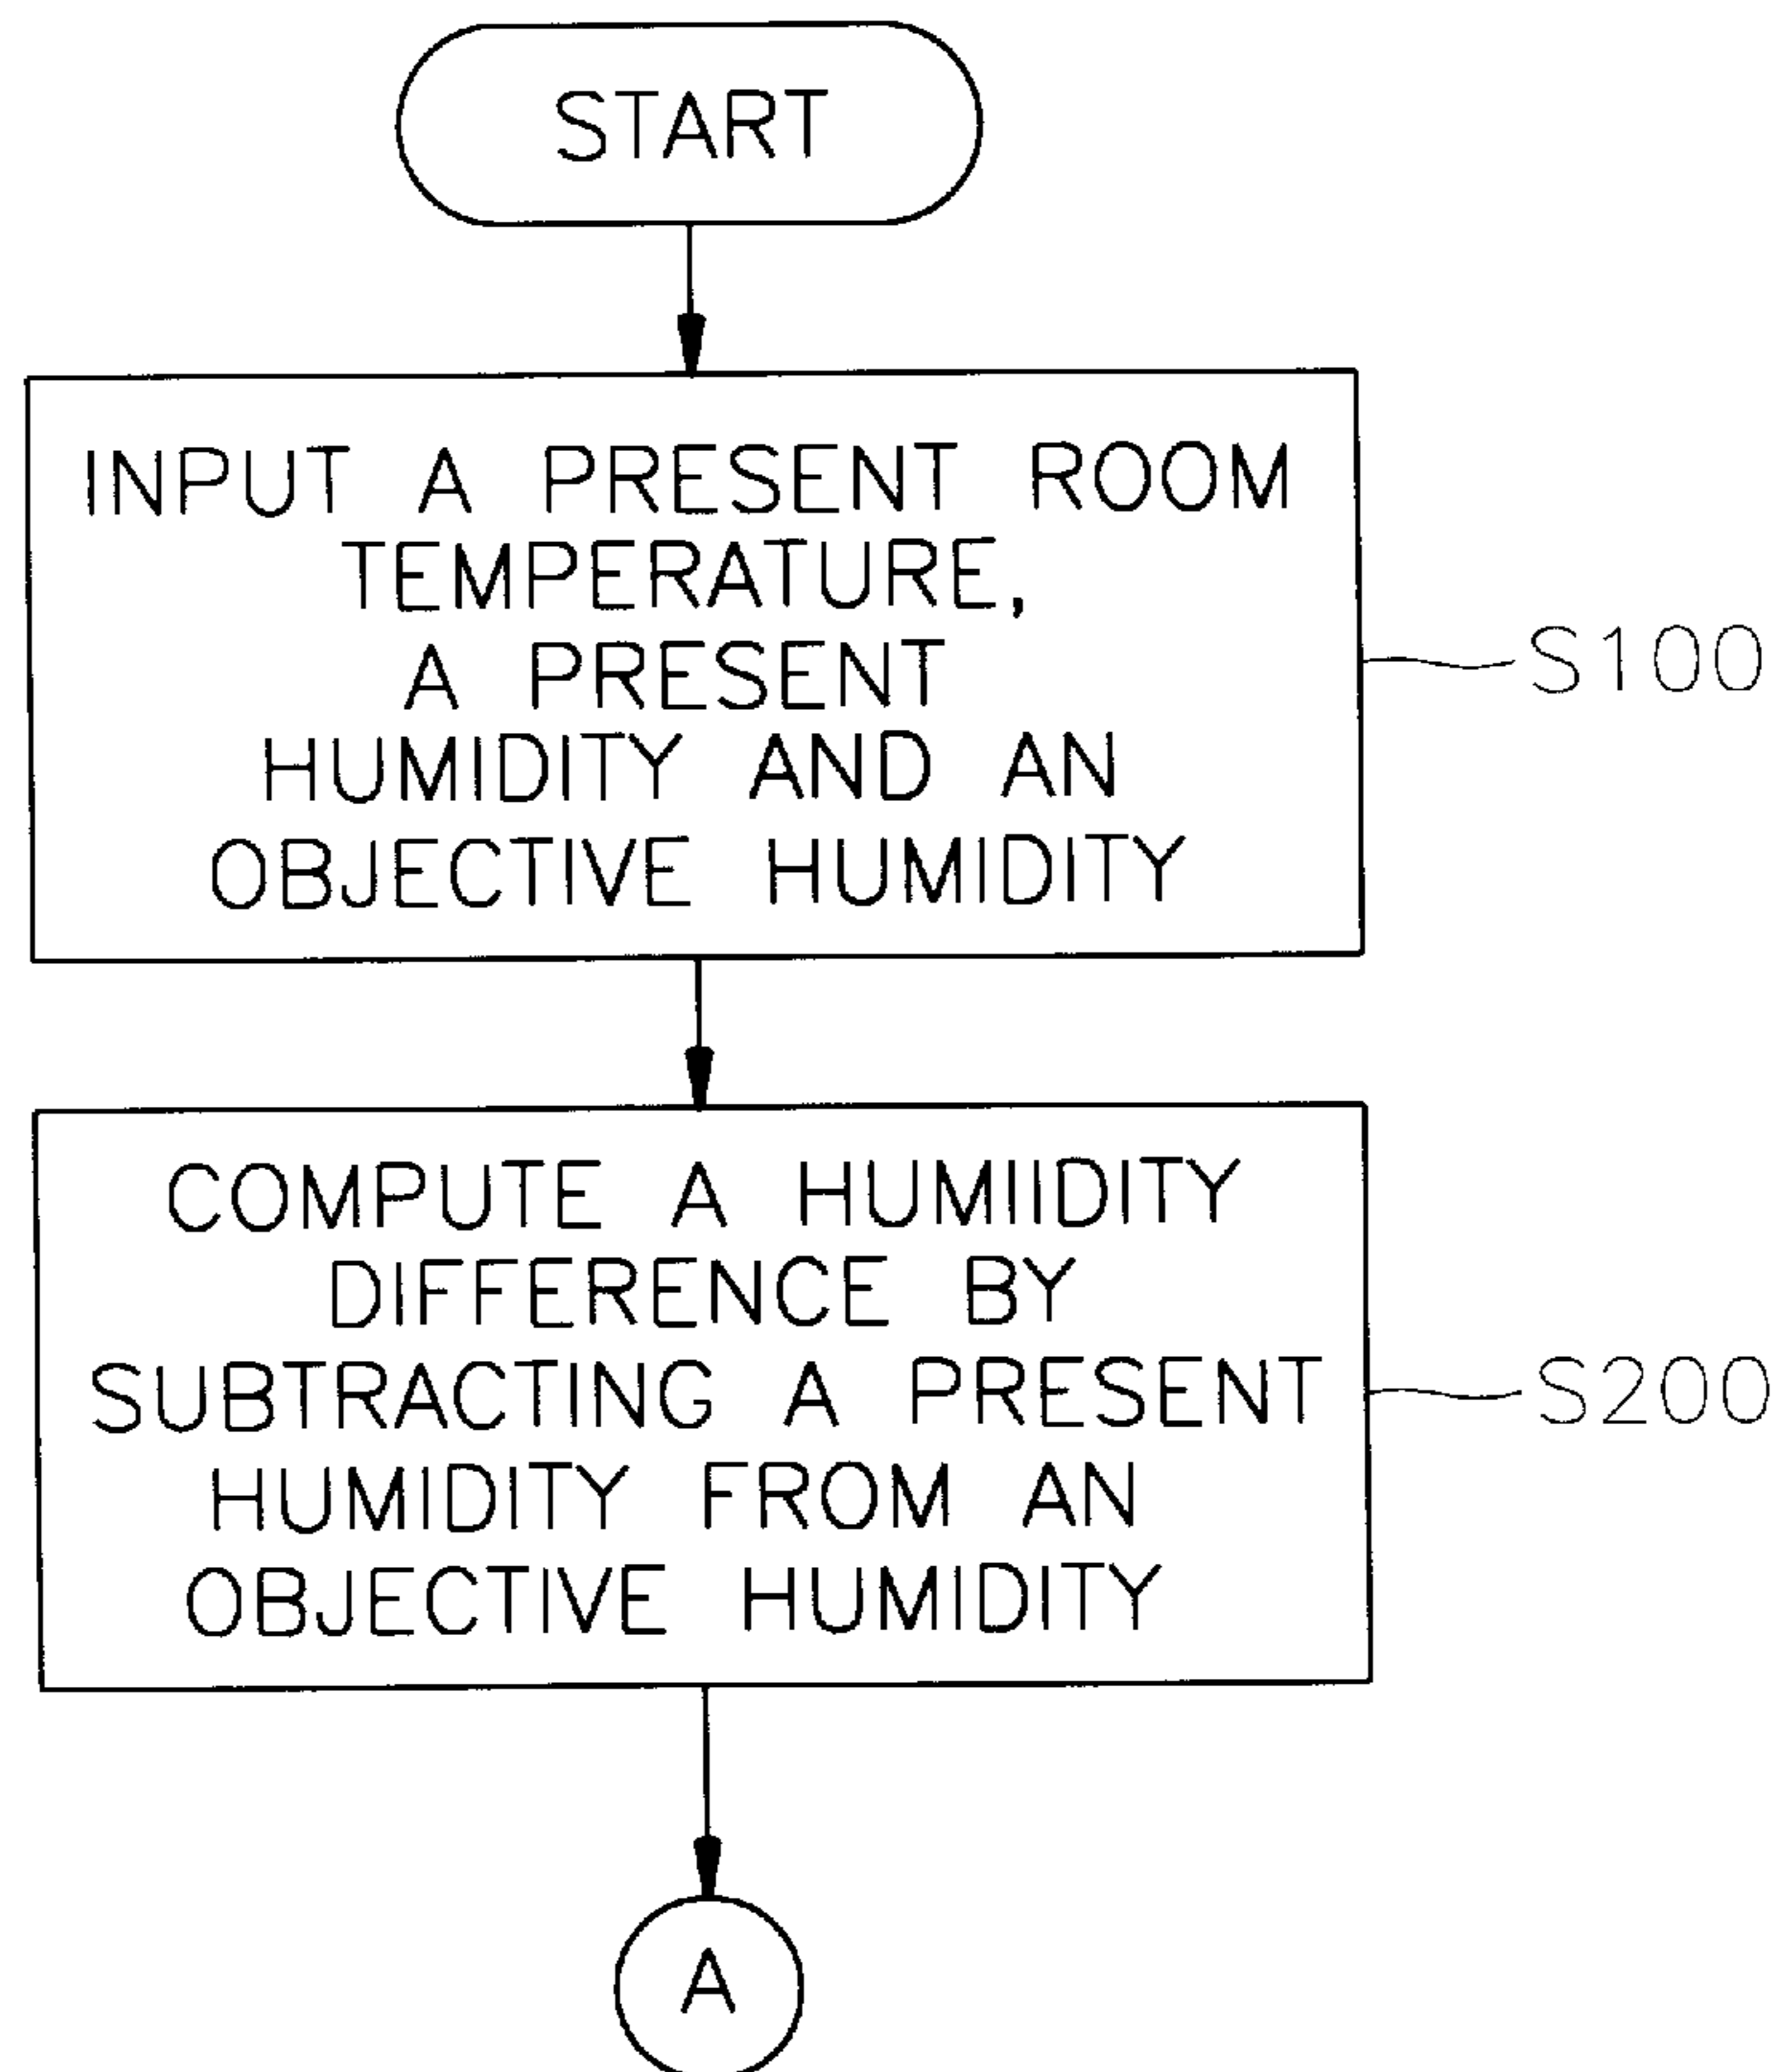 START
INPUT A PRESENT ROOM
TEMPERATURE,
A PRESENT
HUMIDITY AND AN
OBJECTIVE HUMIDITY
S100
COMPUTE A HUMIIDITY
DIFFERENCE BY
SUBTRACTING A PRESENT
HUMIDITY FROM AN
OBJECTIVE HUMIDITY
S200
A